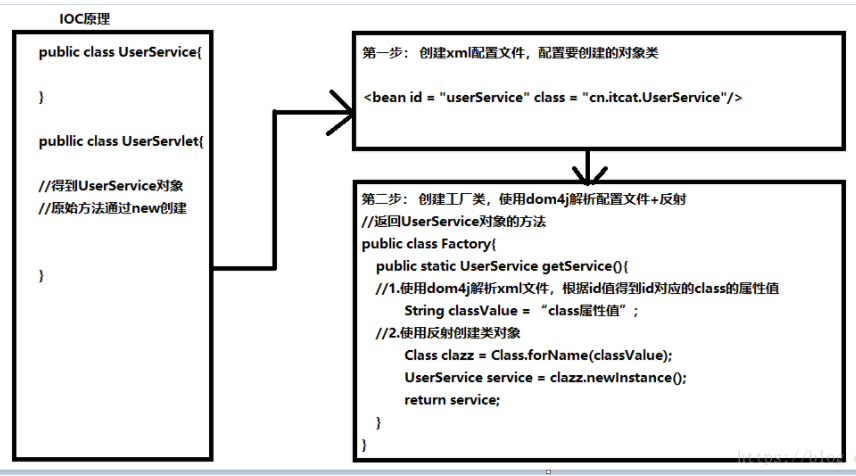 IOC原理
public class UserService{
}
publlic class UserServlet{
//得到UserService对象
//原始方法通过new创建
}
第一步： 创建xml配置文件，配置要创建的对象类
<bean id = "userService" class = "cn.itcat.UserService"/>
第二步： 创建工厂类，使用dom4j解析配置文件+反射
//返回UserService对象的方法
public class Factory{
public static UserService getService(){
//1.使用dom4j解析xml文件，根据id值得到id对应的class的属性值
String classValue = “class属性值”;
//2.使用反射创建类对象
Class clazz = Class.forName(classValue);
UserService service = clazz.newInstance();
return service;
}
}
https://blog.